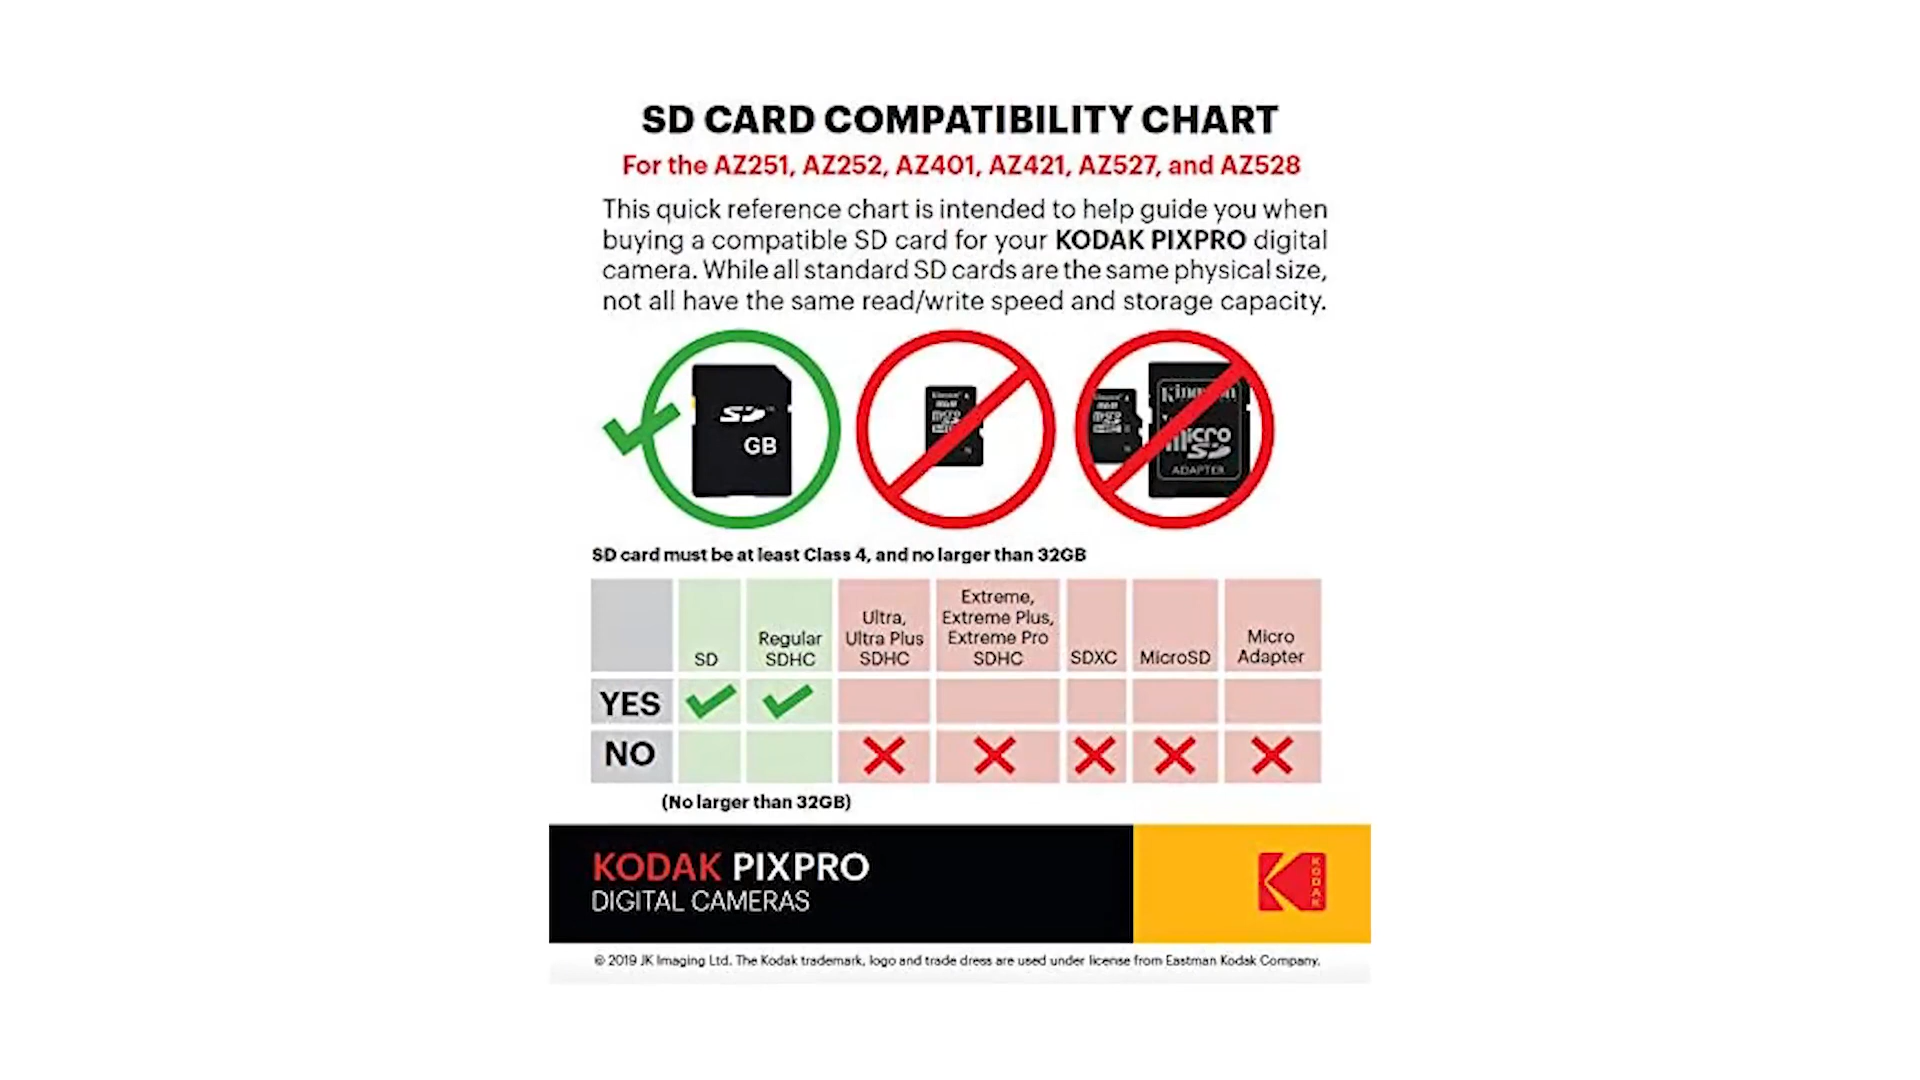 SD CARD COMPATIBILITY CHART
For the AZ251, AZ252, AZ401, AZ421, AZ527, and AZ528
This quick reference chart is intended to help guide you when
buying a compatible SD card for your KODAK PIXPRO digital
camera. While all standard SD cards are the same physical size,
not all have the same read/write speed and storage capacity.
SD
GB
micro
Kingston
micro
SD
ADAPTER
SD card must be at least Class 4, and no larger than 32GB
SD
Regular
SDHC
Ultra,
Ultra Plus
SDHC
Extreme,
Extreme Plus,
Extreme Pro
SDHC
SDXC
MicroSD
Micro
Adapter
YES
NO
(No larger than 32GB)
KODAK PIXPRO
DIGITAL CAMERAS
KODAK
© 2019 JK Imaging Ltd. The Kodak trademark, logo and trade dress are used under license from Eastman Kodak Company.